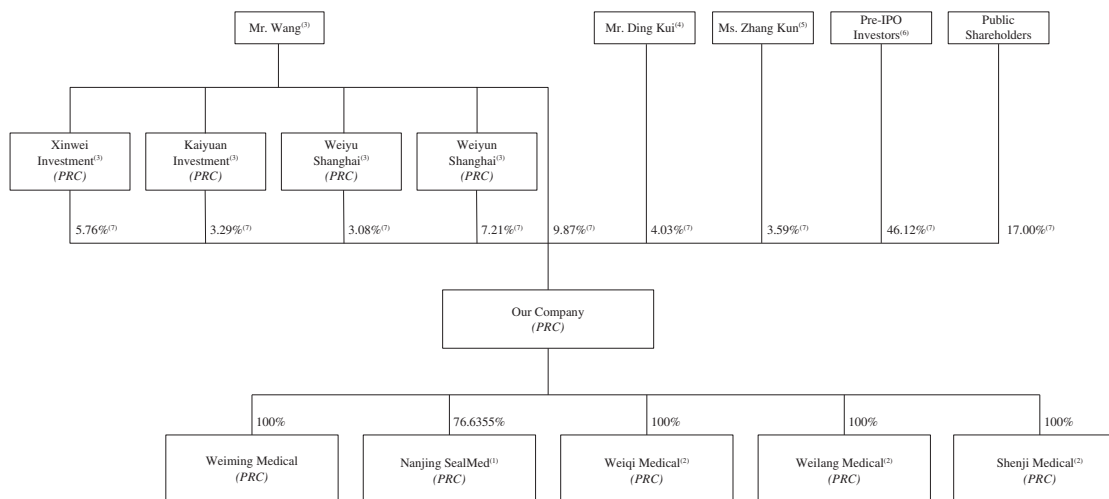 Mr. Wang(3)
Mr. Ding Kui(4)
Ms. Zhang Kun(5)
Pre-IPO
Investors(6)
Public
Shareholders
Xinwei
Investment(3)
(PRC)
Kaiyuan
Investment(3)
(PRC)
Weiyu
Shanghai(3)
(PRC)
Weiyun
Shanghai(3)
(PRC)
5.76%(7)
3.29%(7)
3.08%(7)
7.21%(7)
9.87%(7)
4.03%(7)
3.59%(7)
46.12%(7)
17.00%(7)
Our Company
(PRC)
100%
76.6355%
100%
100%
100%
Weiming Medical
(PRC)
Nanjing SealMed(1)
(PRC)
Weiqi Medical(2)
(PRC)
Weilang Medical(2)
(PRC)
Shenji Medical(2)
(PRC)